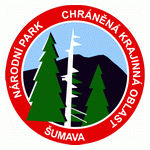 NÁRODNÍ PARK
CHRÁNĚNÁ KRAJINNÁ OBLAST
ŠUMAVA